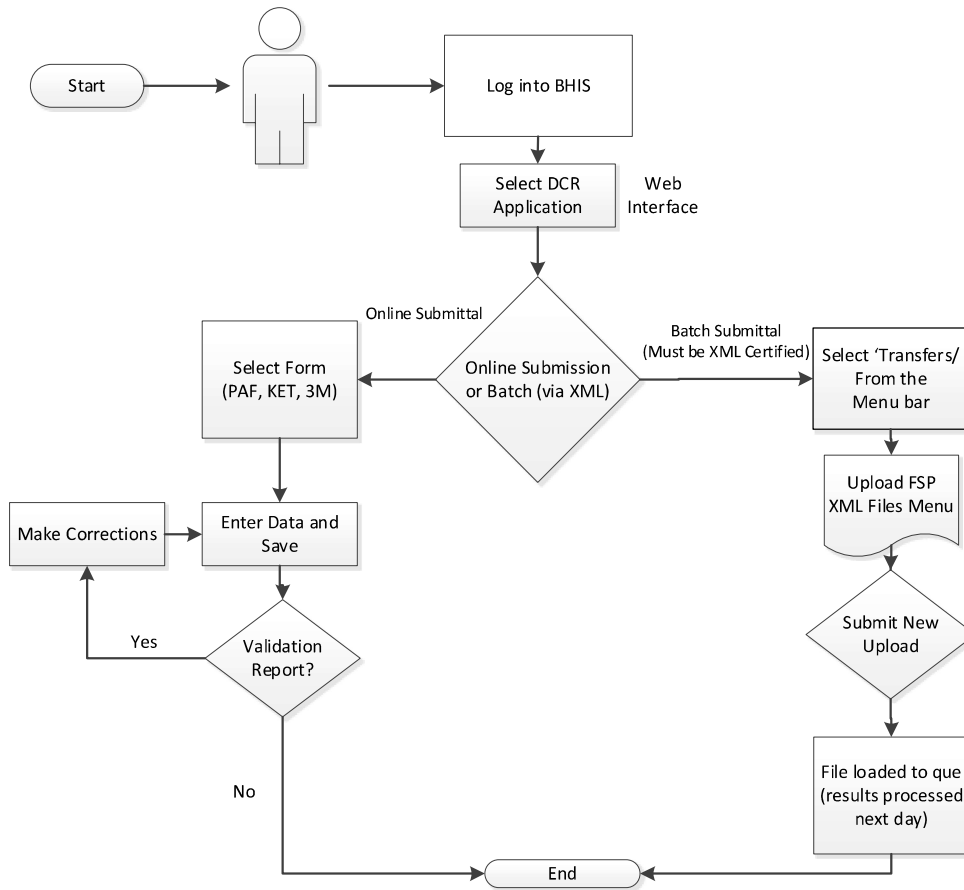 Start
Log into BHIS
Select DCR
Application
Web
Interface
Online Submittal
Batch Submittal
(Must be XML Certified)
Select Form
(PAF, KET, 3M)
Online Submission
or Batch (via XML)
Select ‘Transfers/
From the
Menu bar
Upload FSP
XML Files Menu
Make Corrections
Enter Data and
Save
Submit New
Upload
Yes
Validation
Report?
No
File loaded to que
(results processed
next day)
End